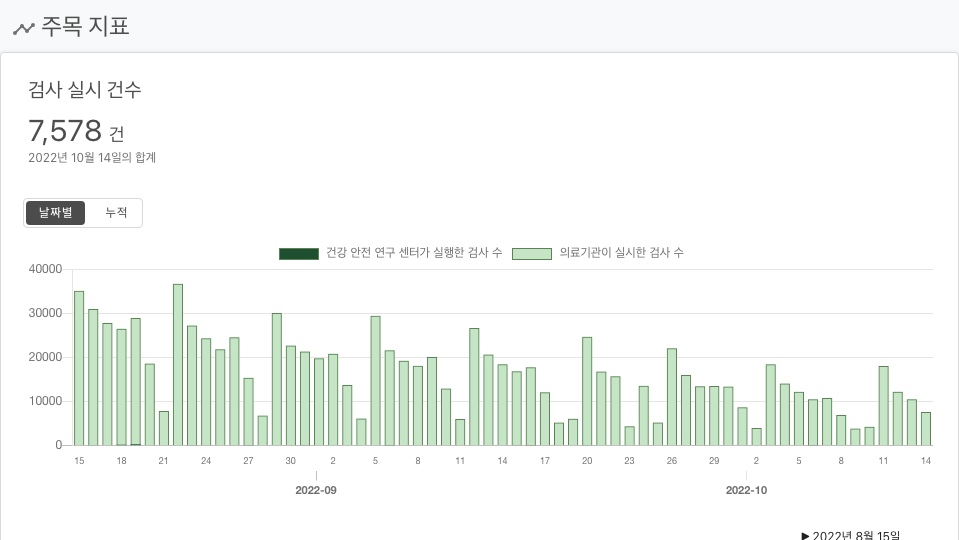 주목 지표
검사 실시 건수
7,578 건
2022년 10월 14일의 합계
날짜별 누적
건강 안전 연구 센터가 실행한 검사 수 의료기관이 실시한 검사 수
40000
30000
20000
10000
0
15 18 21 24 27 30 2 5 8 11 14 17 20 23 26 29 2 5 8 11 14
2022-09 2022-10
▶ 2022년 8월 15일